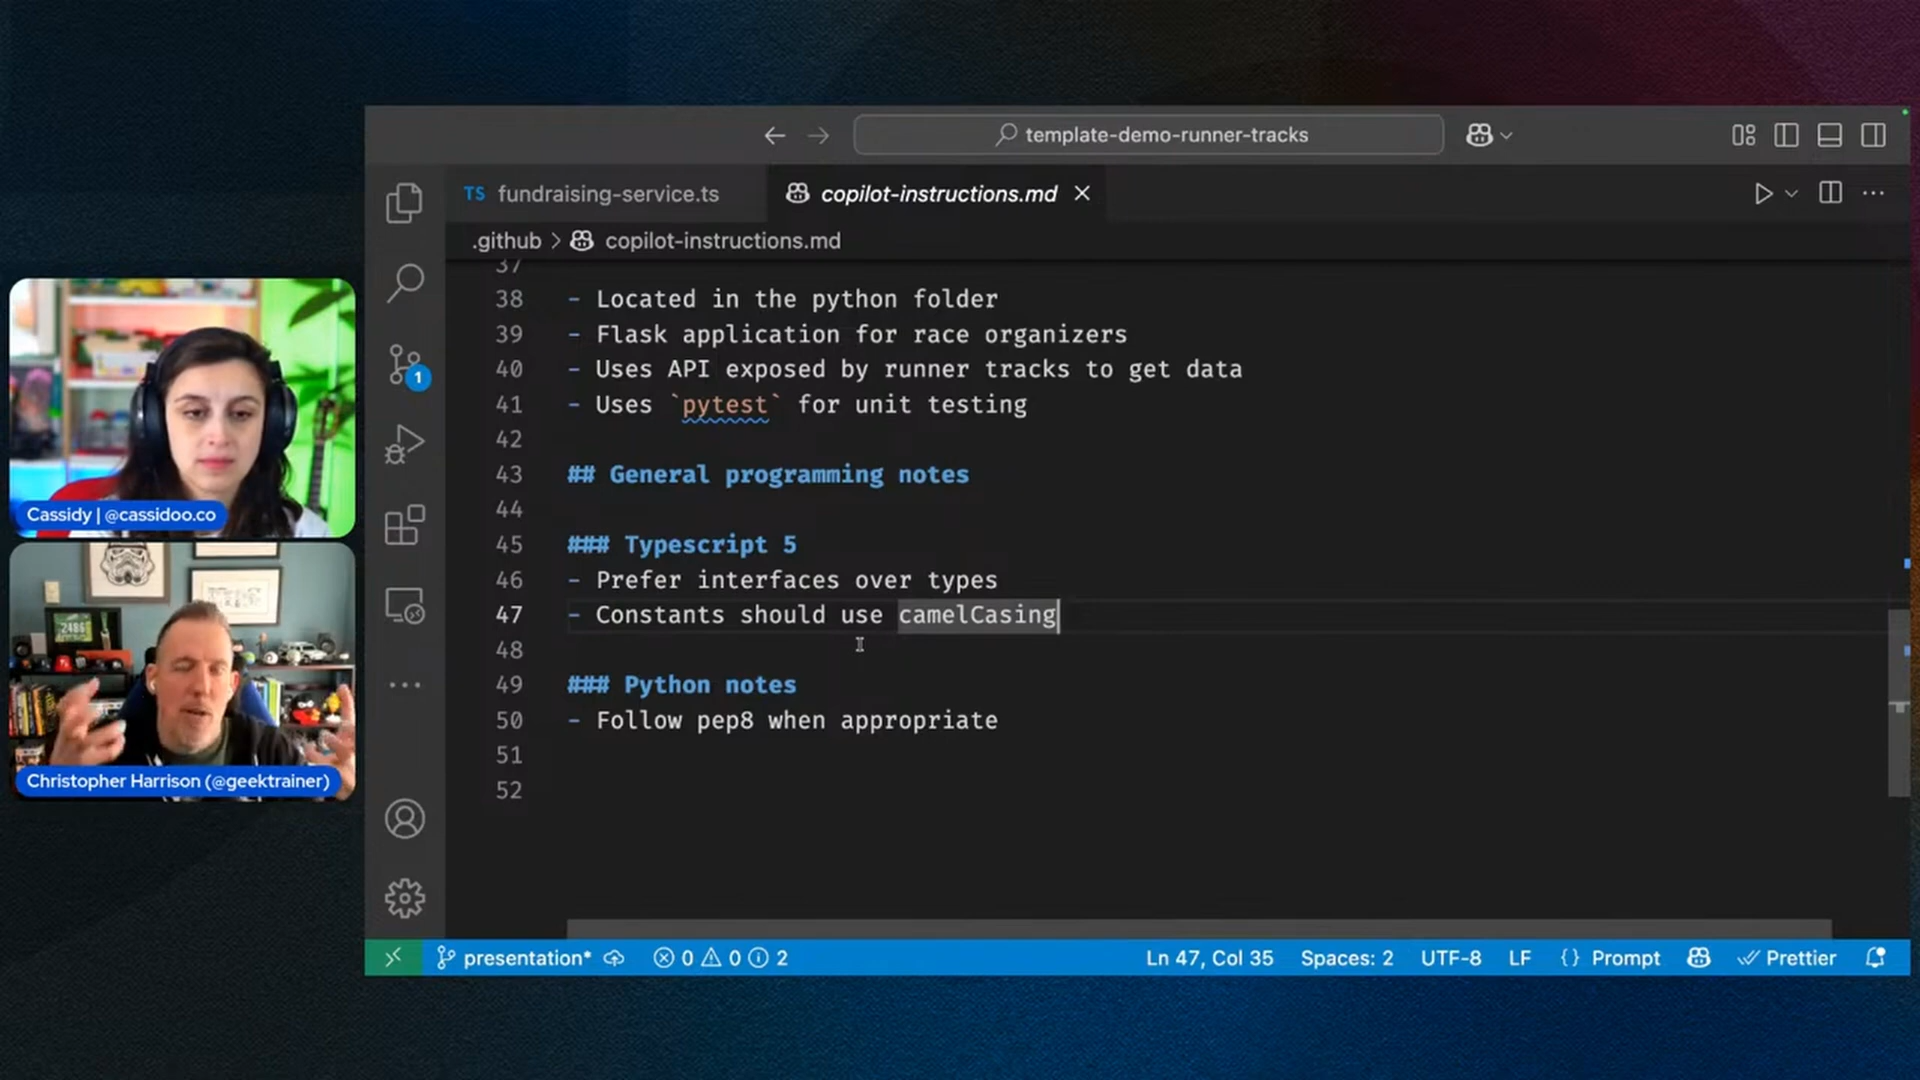 template-demo-runner-tracks
TS fundraising-service.ts
copilot-instructions.md
.github > copilot-instructions.md
37
38 - Located in the python folder
39 - Flask application for race organizers
40 - Uses API exposed by runner tracks to get data
41 - Uses `pytest` for unit testing
42
43 ## General programming notes
44
45 ### Typescript 5
46 - Prefer interfaces over types
47 - Constants should use camelCasing
48
49 ### Python notes
50 - Follow pep8 when appropriate
51
52
1
Cassidy | @cassidoo.co
2486
Christopher Harrison (@geektrainer)
presentation* 0 0 2 Ln 47, Col 35 Spaces: 2 UTF-8 LF {} Prompt Prettier